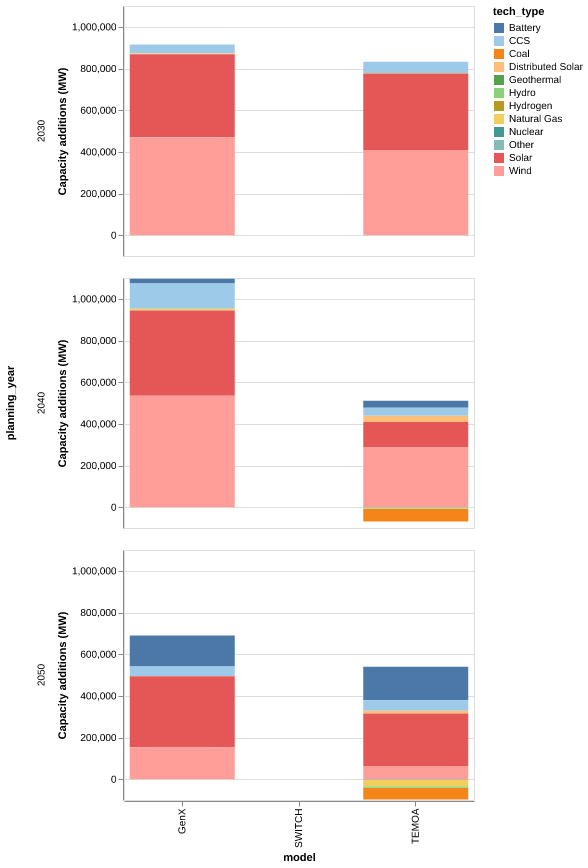 tech_type
Battery
CCS
Coal
Distributed Solar
Geothermal
Hydro
Hydrogen
Natural Gas
Nuclear
Other
Solar
Wind
planning_year
2030
Capacity additions (MW)
1,000,000
800,000
600,000
400,000
200,000
0
2040
Capacity additions (MW)
1,000,000
800,000
600,000
400,000
200,000
0
2050
Capacity additions (MW)
1,000,000
800,000
600,000
400,000
200,000
0
GenX
SWITCH
TEMOA
model